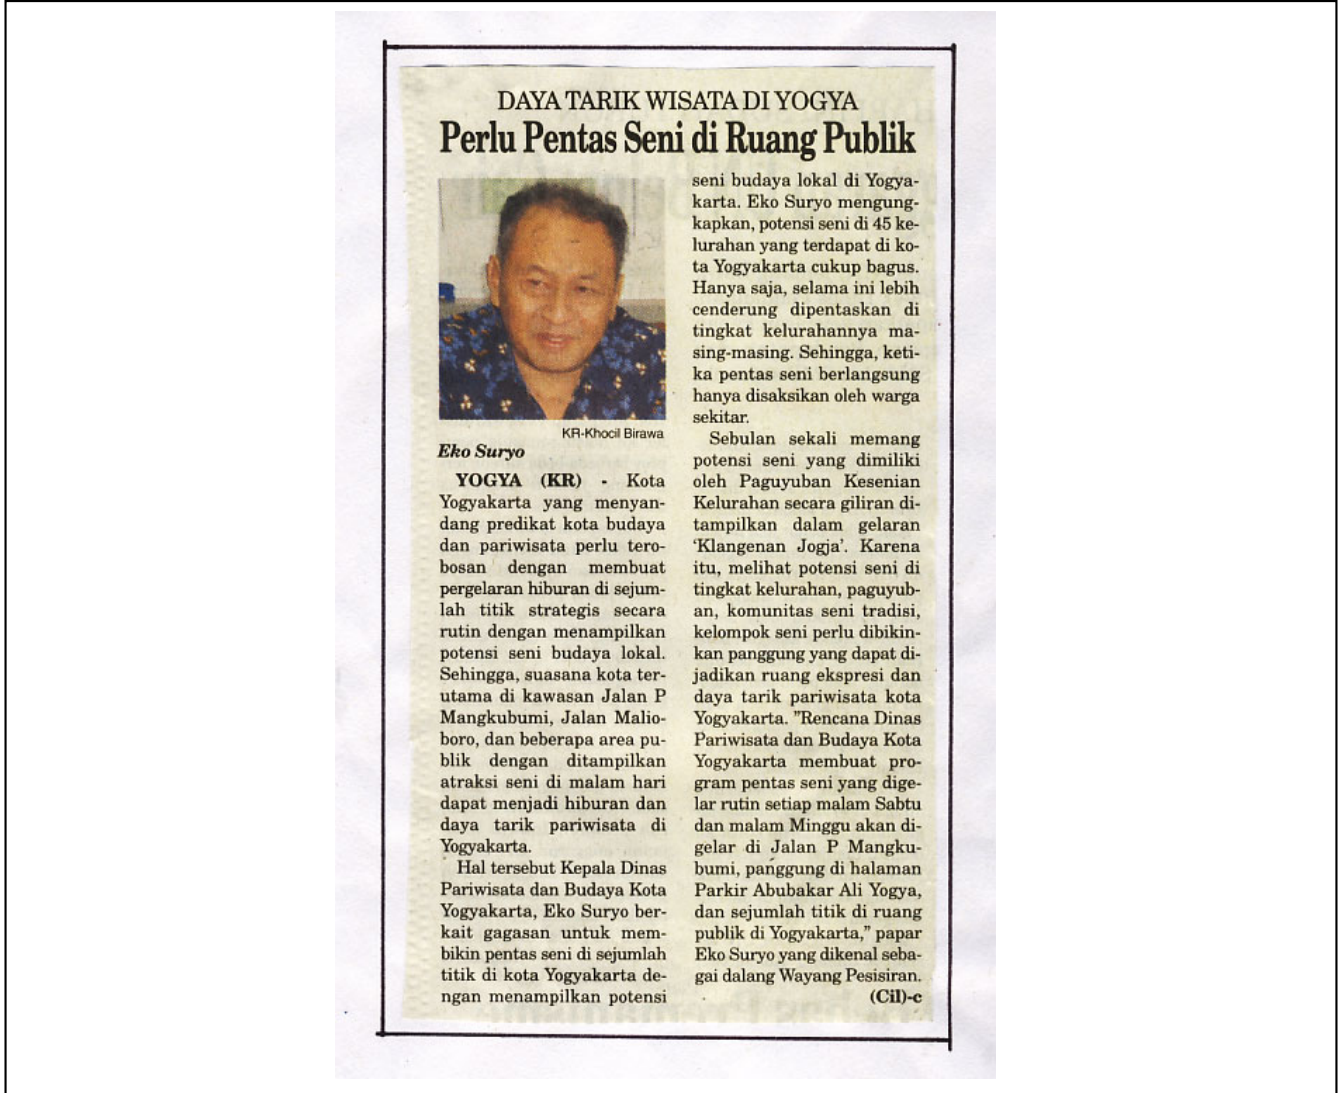 DAYA TARIK WISATA DI YOGYA
Perlu Pentas Seni di Ruang Publik
KR-Khocil Birawa
Eko Suryo
YOGYA (KR) - Kota
Yogyakarta yang menyan-
dang predikat kota budaya
dan pariwisata perlu tero-
bosan dengan membuat
pergelaran hiburan di sejum-
lah titik strategis secara
rutin dengan menampilkan
potensi seni budaya lokal.
Sehingga, suasana kota ter-
utama di kawasan Jalan P
Mangkubumi, Jalan Malio-
boro, dan beberapa area pu-
blik dengan ditampilkan
atraksi seni di malam hari
dapat menjadi hiburan dan
daya tarik pariwisata di
Yogyakarta.
Hal tersebut Kepala Dinas
Pariwisata dan Budaya Kota
Yogyakarta, Eko Suryo ber-
kait gagasan untuk mem-
bikin pentas seni di sejumlah
titik di kota Yogyakarta de-
ngan menampilkan potensi
seni budaya lokal di Yogya-
karta. Eko Suryo mengung-
kapkan, potensi seni di 45 ke-
lurahan yang terdapat di ko-
ta Yogyakarta cukup bagus.
Hanya saja, selama ini lebih
cenderung dipentaskan di
tingkat kelurahannya ma-
sing-masing. Sehingga, keti-
ka pentas seni berlangsung
hanya disaksikan oleh warga
sekitar.
Sebulan sekali memang
potensi seni yang dimiliki
oleh Paguyuban Kesenian
Kelurahan secara giliran di-
tampilkan dalam gelaran
'Klangenan Jogja'. Karena
itu, melihat potensi seni di
tingkat kelurahan, paguyub-
an, komunitas seni tradisi,
kelompok seni perlu dibikin-
kan panggung yang dapat di-
jadikan ruang ekspresi dan
daya tarik pariwisata kota
Yogyakarta. "Rencana Dinas
Pariwisata dan Budaya Kota
Yogyakarta membuat pro-
gram pentas seni yang dige-
lar rutin setiap malam Sabtu
dan malam Minggu akan di-
gelar di Jalan P Mangku-
bumi, panggung di halaman
Parkir Abubakar Ali Yogya,
dan sejumlah titik di ruang
publik di Yogyakarta," papar
Eko Suryo yang dikenal seba-
gai dalang Wayang Pesisiran.
(Cil)-c